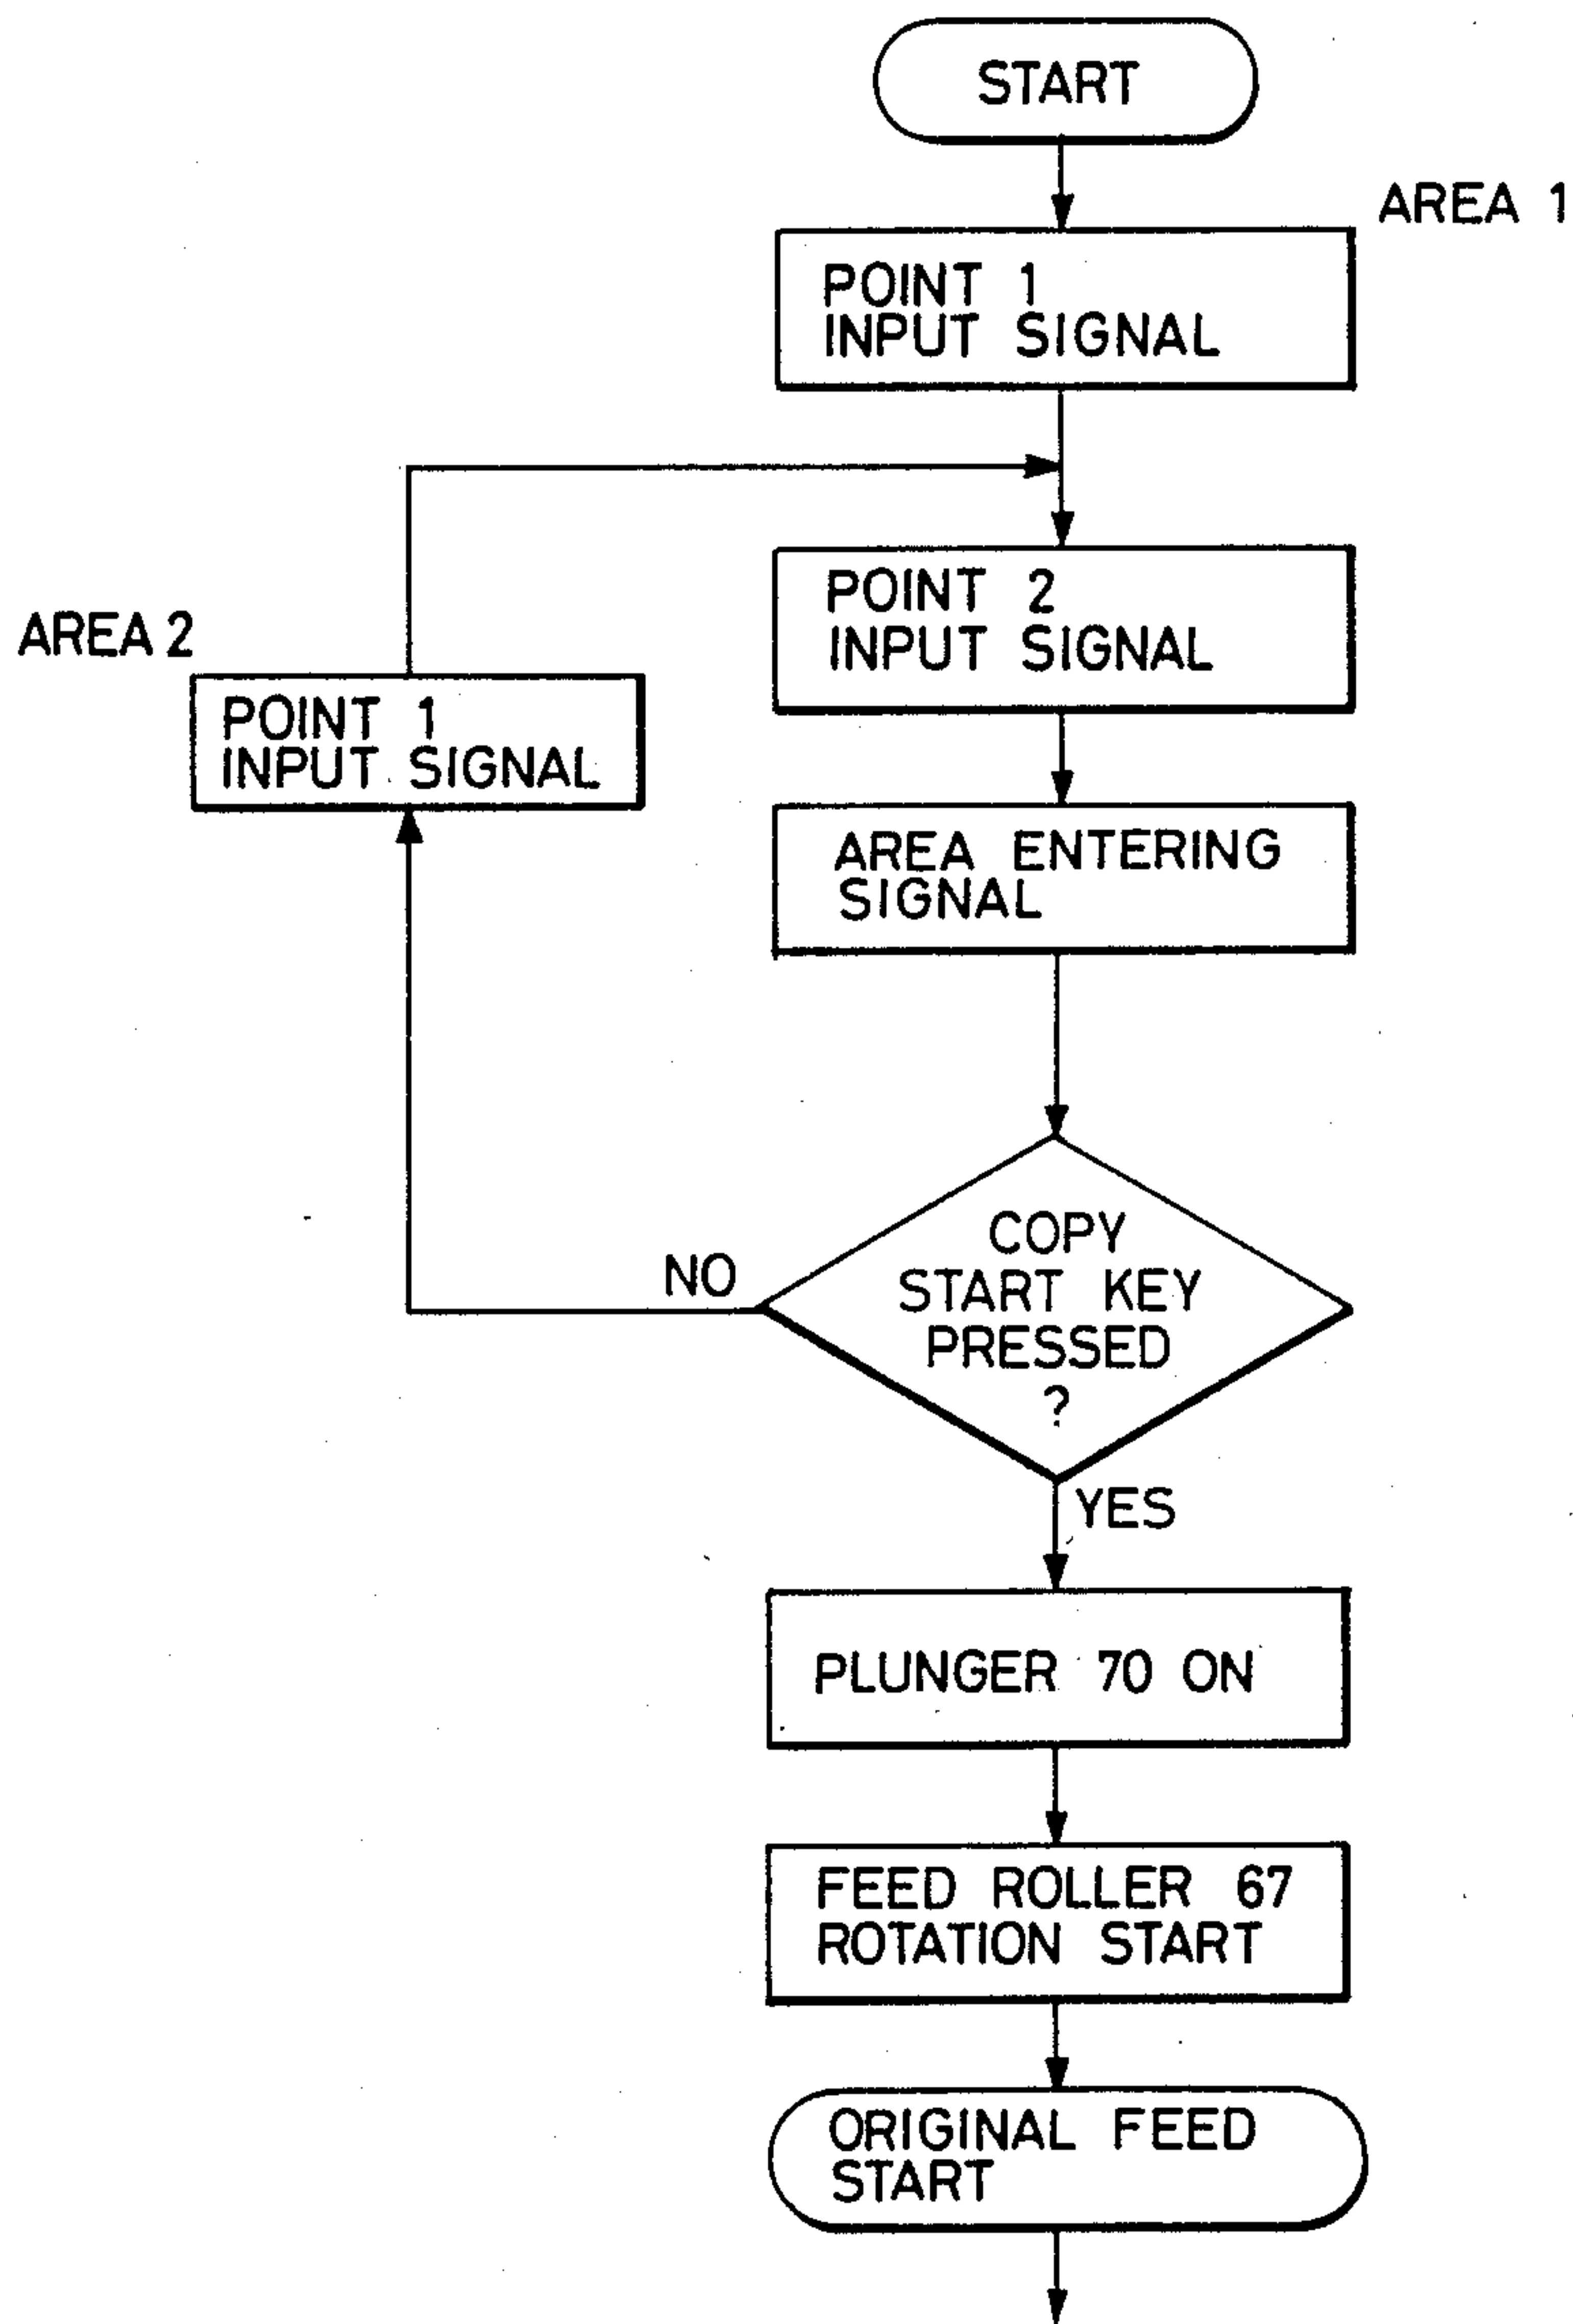 START
AREA 1
POINT 1
INPUT SIGNAL
POINT 2
INPUT SIGNAL
AREA 2
POINT 1
INPUT SIGNAL
AREA ENTERING
SIGNAL
COPY
START KEY
PRESSED
?
NO
YES
PLUNGER 70 ON
FEED ROLLER 67
ROTATION START
ORIGINAL FEED
START